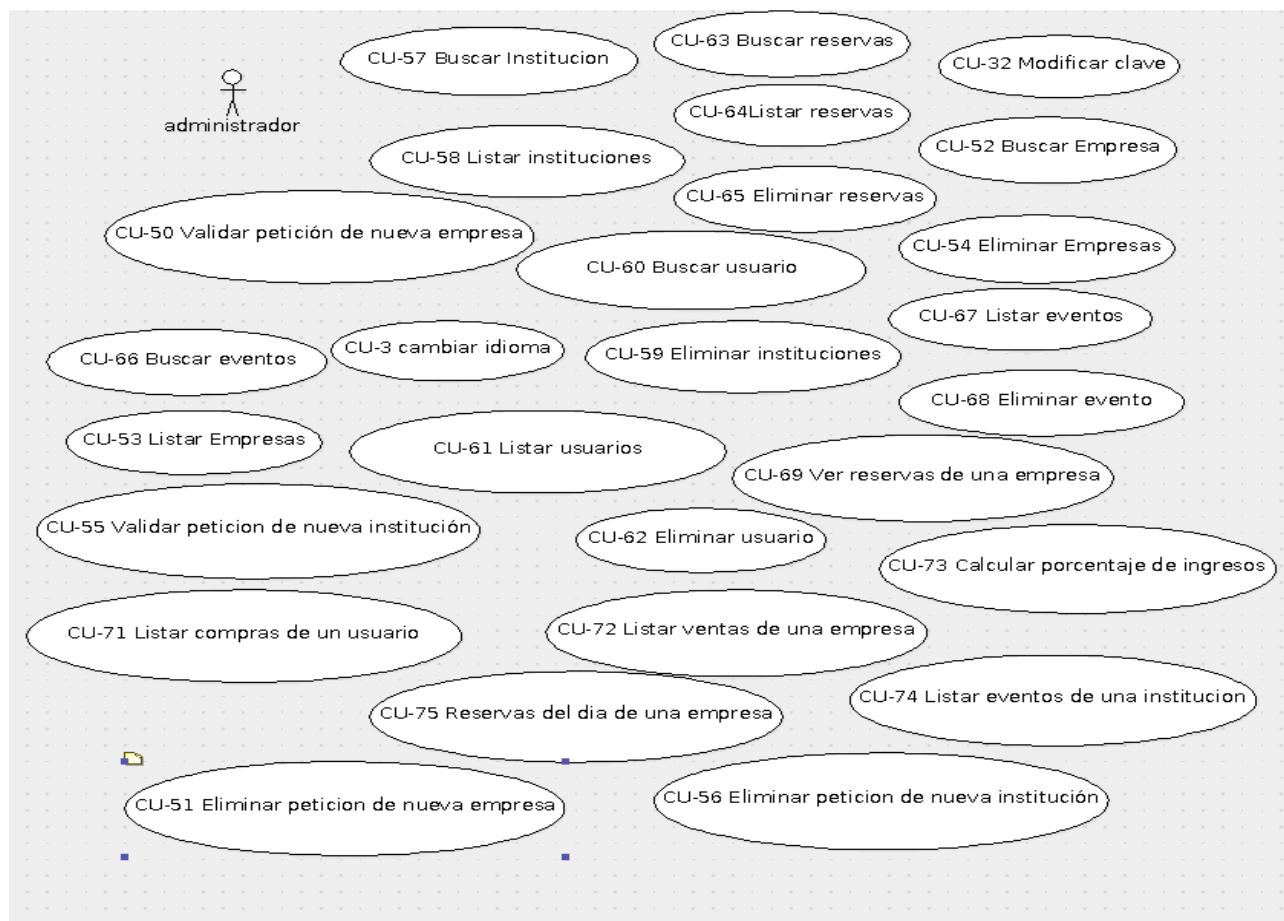 CU-63 Buscar reservas
CU-57 Buscar Institucion
CU-32 Modificar clave
CU-64Listar reservas
administrador
CU-52 Buscar Empresa
CU-58 Listar instituciones
CU-65 Eliminar reservas
CU-50 Validar petición de nueva empresa
CU-54 Eliminar Empresas
CU-60 Buscar usuario
CU-67 Listar eventos
CU-3 cambiar idioma
CU-59 Eliminar instituciones
CU-66 Buscar eventos
CU-68 Eliminar evento
CU-53 Listar Empresas
CU-61 Listar usuarios
CU-69 Ver reservas de una empresa
CU-55 Validar peticion de nueva institución
CU-62 Eliminar usuario
CU-73 Calcular porcentaje de ingresos
CU-71 Listar compras de un usuario
CU-72 Listar ventas de una empresa
CU-74 Listar eventos de una institucion
CU-75 Reservas del dia de una empresa
CU-51 Eliminar peticion de nueva empresa
CU-56 Eliminar peticion de nueva institución